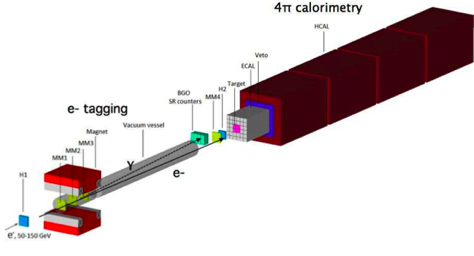 4π calorimetry
HCAL
Veto
ECAL
Target
H2
BGO
SR counters
MM4
e- tagging
Vacuum vessel
Magnet
MM3
MM2
MM1
H1
γ
e-
e⁻, 50-150 GeV